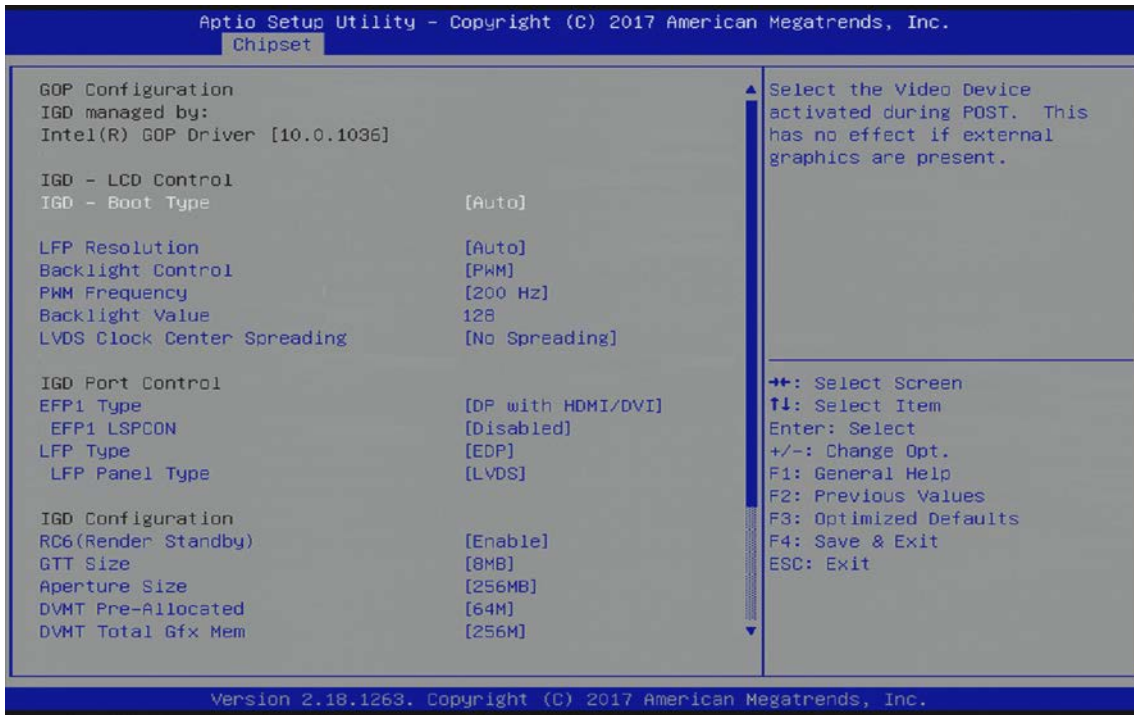 Aptio Setup Utility – Copyright (C) 2017 American Megatrends, Inc.
Chipset
GOP Configuration
IGD managed by:
Intel(R) GOP Driver [10.0.1036]
IGD – LCD Control
IGD – Boot Type [Auto]
LFP Resolution [Auto]
Backlight Control [PWM]
PWM Frequency [200 Hz]
Backlight Value 128
LVDS Clock Center Spreading [No Spreading]
IGD Port Control
EFP1 Type [DP with HDMI/DVI]
EFP1 LSPCON [Disabled]
LFP Type [EDP]
LFP Panel Type [LVDS]
IGD Configuration
RC6(Render Standby) [Enable]
GTT Size [8MB]
Aperture Size [256MB]
DVMT Pre-Allocated [64M]
DVMT Total Gfx Mem [256M]
Select the Video Device
activated during POST. This
has no effect if external
graphics are present.
→←: Select Screen
↑↓: Select Item
Enter: Select
+/-: Change Opt.
F1: General Help
F2: Previous Values
F3: Optimized Defaults
F4: Save & Exit
ESC: Exit
Version 2.18.1263. Copyright (C) 2017 American Megatrends, Inc.